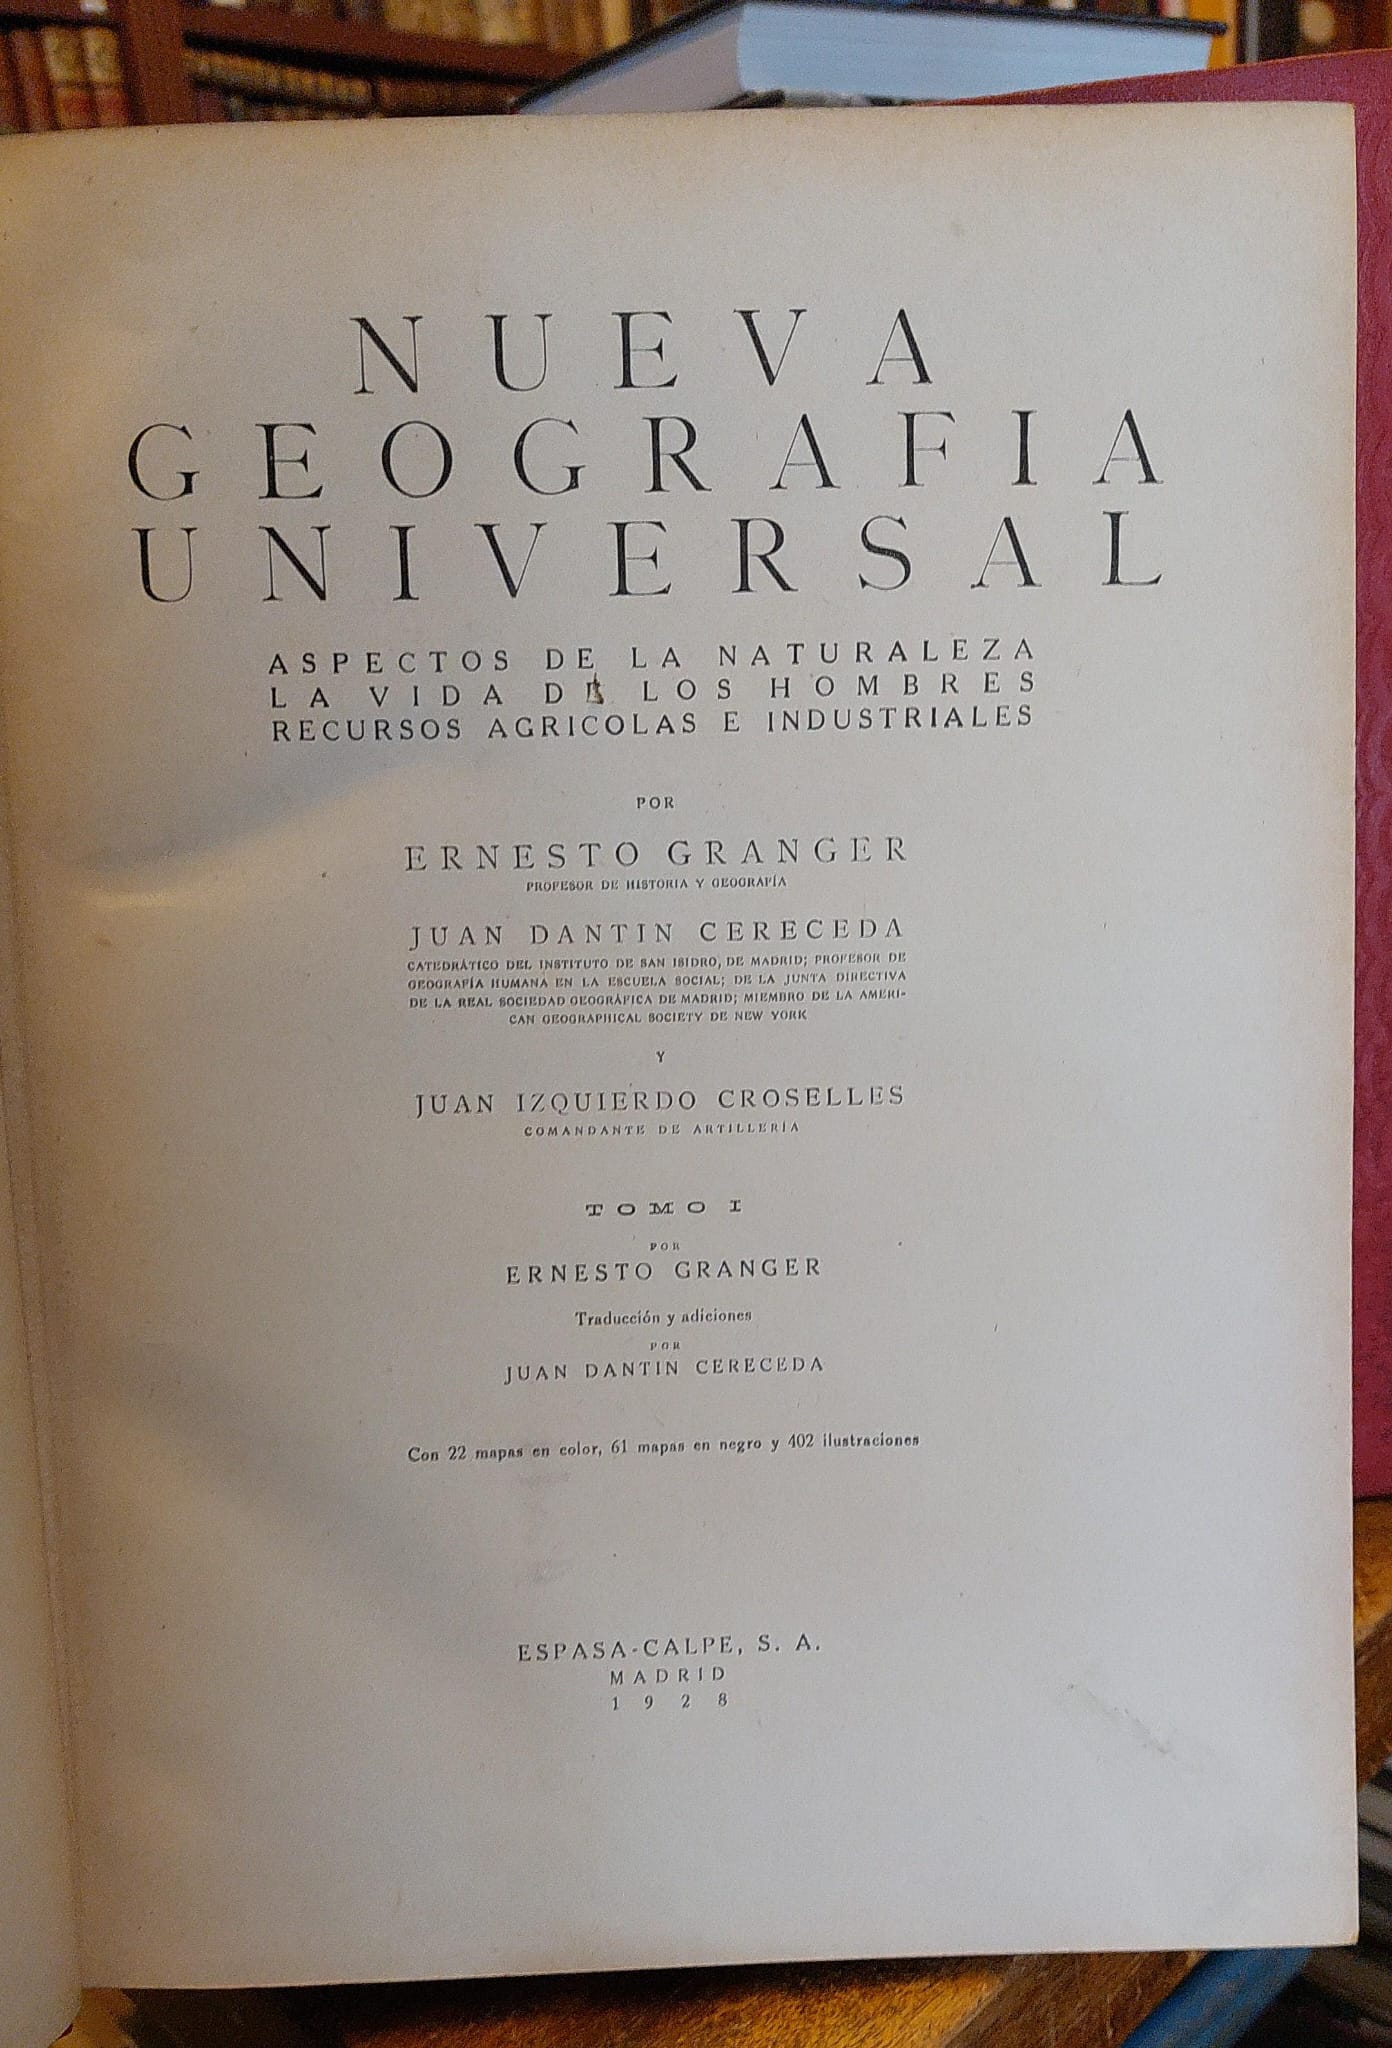 NUEVA
GEOGRAFIA
UNIVERSAL
ASPECTOS DE LA NATURALEZA
LA VIDA DE LOS HOMBRES
RECURSOS AGRICOLAS E INDUSTRIALES
POR
ERNESTO GRANGER
PROFESOR DE HISTORIA Y GEOGRAFÍA
JUAN DANTIN CERECEDA
CATEDRÁTICO DEL INSTITUTO DE SAN ISIDRO, DE MADRID; PROFESOR DE
GEOGRAFÍA HUMANA EN LA ESCUELA SOCIAL; DE LA JUNTA DIRECTIVA
DE LA REAL SOCIEDAD GEOGRÁFICA DE MADRID; MIEMBRO DE LA AMERI-
CAN GEOGRAPHICAL SOCIETY DE NEW YORK
Y
JUAN IZQUIERDO CROSELLES
COMANDANTE DE ARTILLERÍA
TOMO I
POR
ERNESTO GRANGER
Traducción y adiciones
POR
JUAN DANTIN CERECEDA
Con 22 mapas en color, 61 mapas en negro y 402 ilustraciones
ESPASA-CALPE, S. A.
MADRID
1928